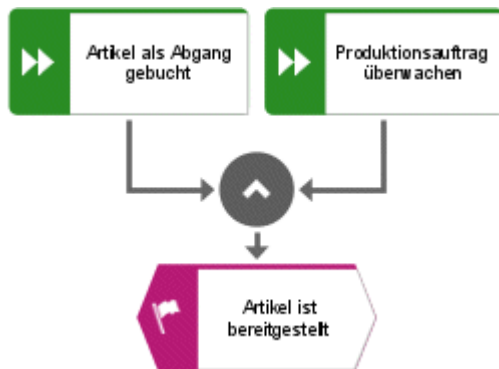 Artikel als Abgang
gebucht
Produktionsauftrag
überwachen
Artikel ist
bereitgestellt